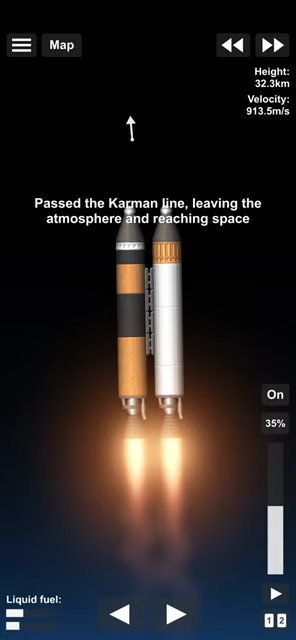 Map
Height:
32.3km
Velocity:
913.5m/s
Passed the Karman line, leaving the
atmosphere and reaching space
On
35%
Liquid fuel:
1 2